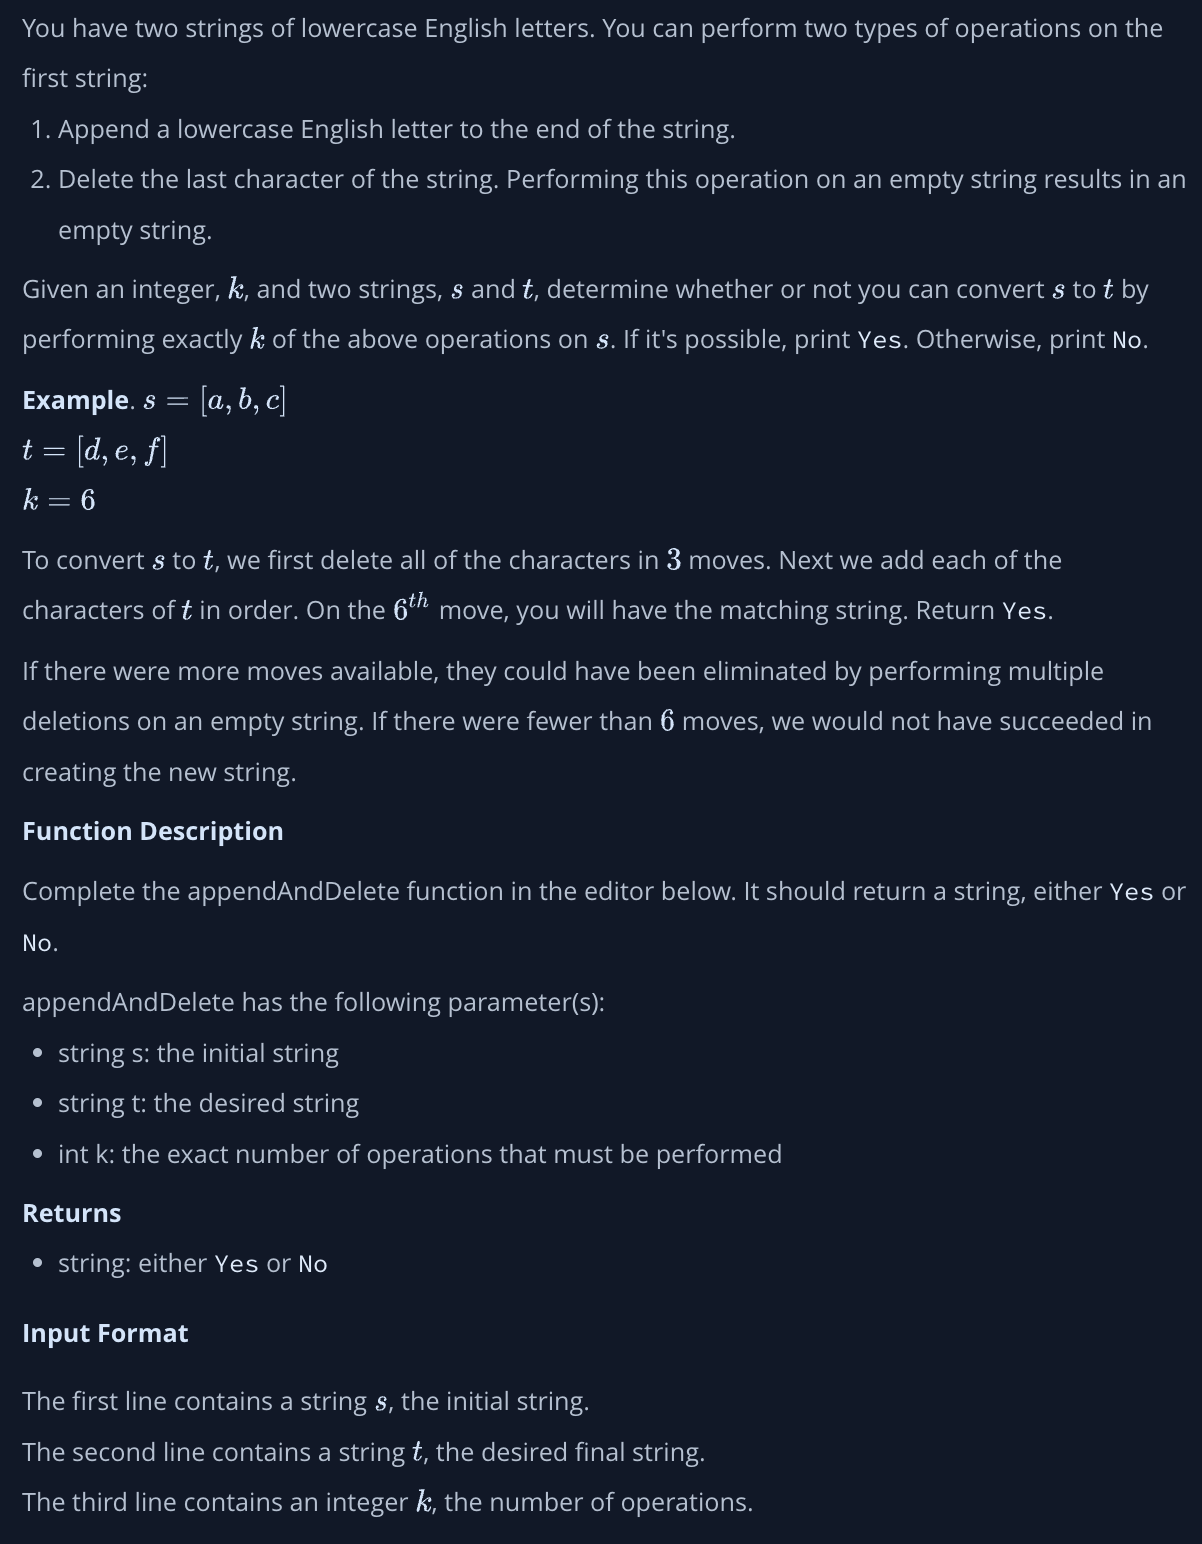 You have two strings of lowercase English letters. You can perform two types of operations on the
first string:
1. Append a lowercase English letter to the end of the string.
2. Delete the last character of the string. Performing this operation on an empty string results in an
empty string.
Given an integer, k, and two strings, s and t, determine whether or not you can convert s to t by
performing exactly k of the above operations on s. If it's possible, print Yes. Otherwise, print No.
Example. s = [a, b, c]
t = [d, e, f]
k = 6
To convert s to t, we first delete all of the characters in 3 moves. Next we add each of the
characters of t in order. On the 6^th move, you will have the matching string. Return Yes.
If there were more moves available, they could have been eliminated by performing multiple
deletions on an empty string. If there were fewer than 6 moves, we would not have succeeded in
creating the new string.
Function Description
Complete the appendAndDelete function in the editor below. It should return a string, either Yes or
No.
appendAndDelete has the following parameter(s):
• string s: the initial string
• string t: the desired string
• int k: the exact number of operations that must be performed
Returns
• string: either Yes or No
Input Format
The first line contains a string s, the initial string.
The second line contains a string t, the desired final string.
The third line contains an integer k, the number of operations.